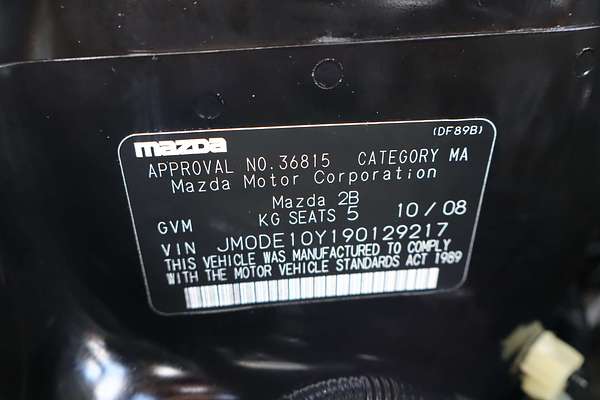 (DF89B)
mazda
APPROVAL NO.36815 CATEGORY MA
Mazda Motor Corporation
Mazda 2B
GVM KG SEATS 5 10/08
VIN JM0DE10Y190129217
THIS VEHICLE WAS MANUFACTURED TO COMPLY
WITH THE MOTOR VEHICLE STANDARDS ACT 1989